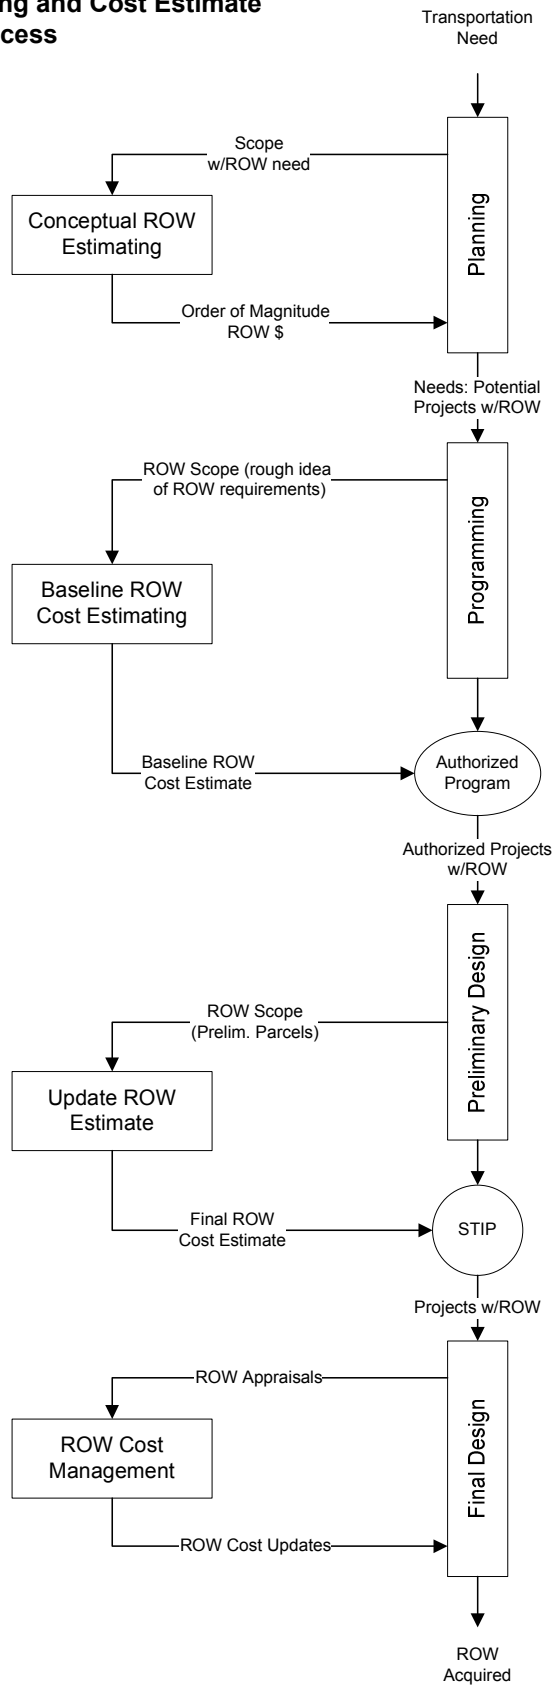 and Cost Estimate
Transportation
Need
Scope
w/ROW need
Conceptual ROW
Estimating
Planning
Order of Magnitude
ROW $
Needs: Potential
Projects w/ROW
ROW Scope (rough idea
of ROW requirements)
Programming
Baseline ROW
Cost Estimating
Baseline ROW
Cost Estimate
Authorized
Program
Authorized Projects
w/ROW
Preliminary Design
ROW Scope
(Prelim. Parcels)
Update ROW
Estimate
Final ROW
Cost Estimate
STIP
Projects w/ROW
ROW Appraisals
ROW Cost
Management
Final Design
ROW Cost Updates
ROW
Acquired